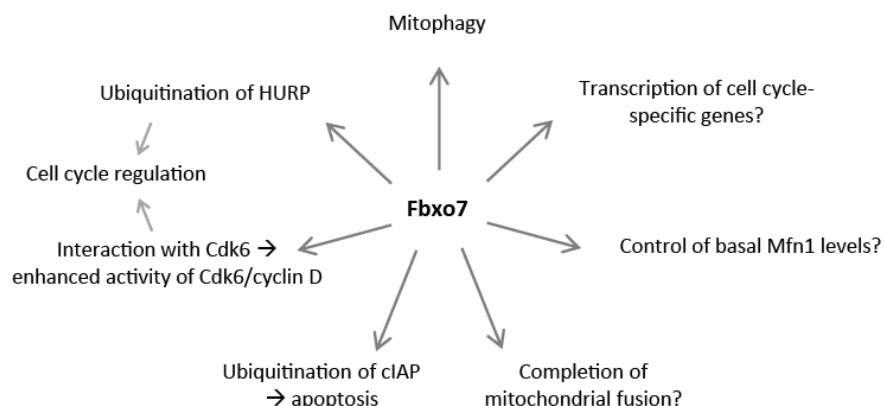 Mitophagy
Ubiquitination of HURP
Transcription of cell cycle-
specific genes?
Cell cycle regulation
Fbxo7
Interaction with Cdk6 →
enhanced activity of Cdk6/cyclin D
Control of basal Mfn1 levels?
Ubiquitination of cIAP
→ apoptosis
Completion of
mitochondrial fusion?